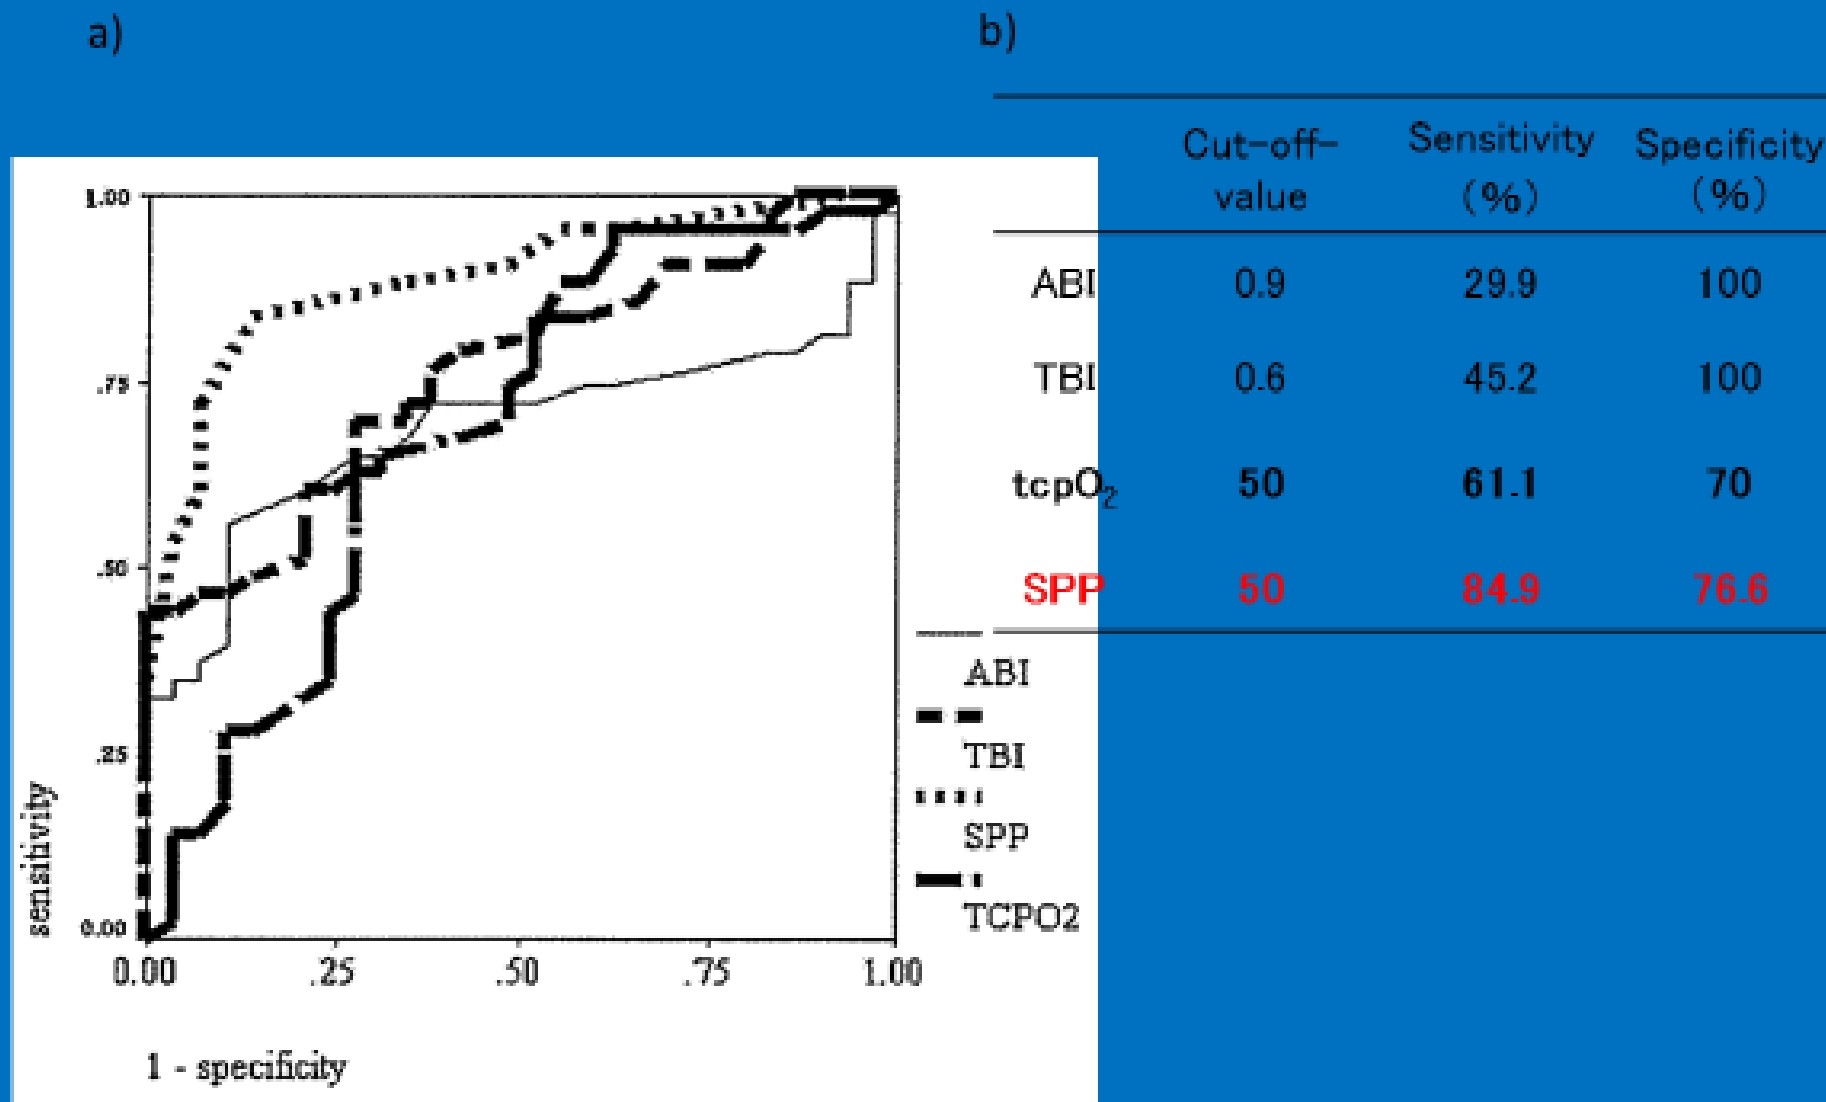 a)
b)
Cut-off-value Sensitivity (%) Specificity (%)
ABI 0.9 29.9 100
TBI 0.6 45.2 100
tcpO₂ 50 61.1 70
SPP 50 84.9 76.6
1.00
.75
.50
.25
0.00
sensitivity
0.00 .25 .50 .75 1.00
1 - specificity
ABI
TBI
SPP
TCPO2